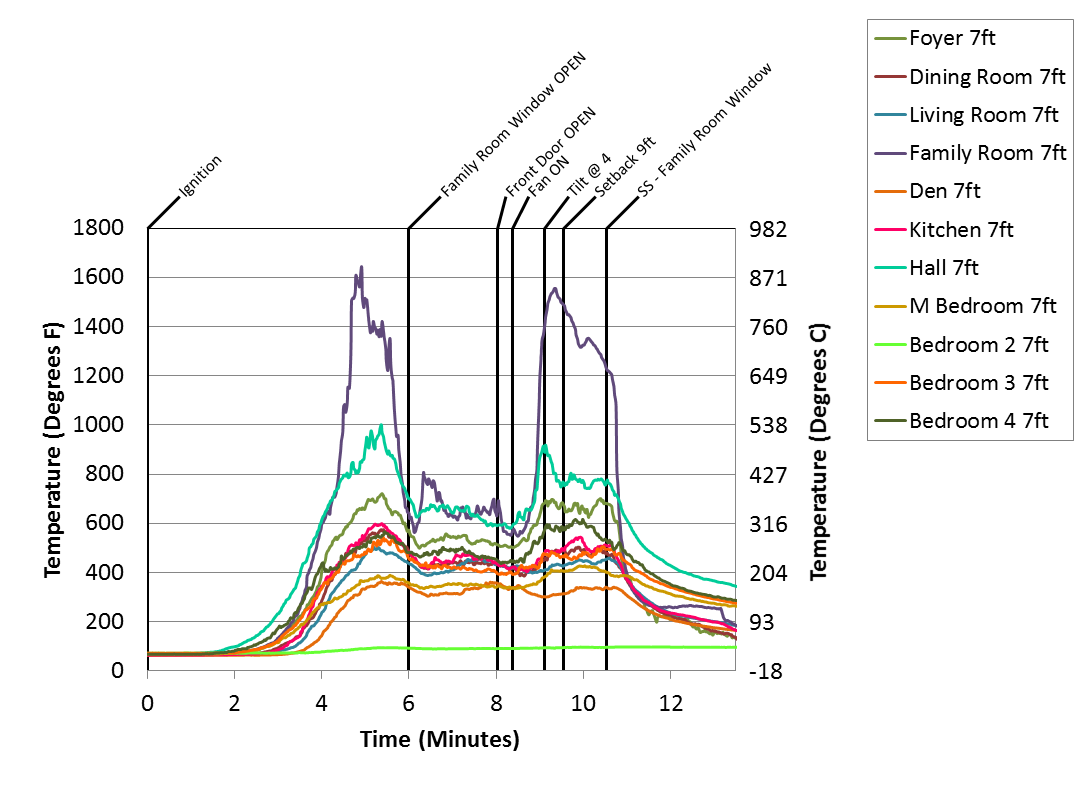 Ignition
Family Room Window OPEN
Front Door OPEN
Fan ON
Tilt @ 4
Setback 9ft
SS - Family Room Window
Foyer 7ft
Dining Room 7ft
Living Room 7ft
Family Room 7ft
Den 7ft
Kitchen 7ft
Hall 7ft
M Bedroom 7ft
Bedroom 2 7ft
Bedroom 3 7ft
Bedroom 4 7ft
Temperature (Degrees F)
1800
1600
1400
1200
1000
800
600
400
200
0
982
871
760
649
538
427
316
204
93
-18
Temperature (Degrees C)
0 2 4 6 8 10 12
Time (Minutes)